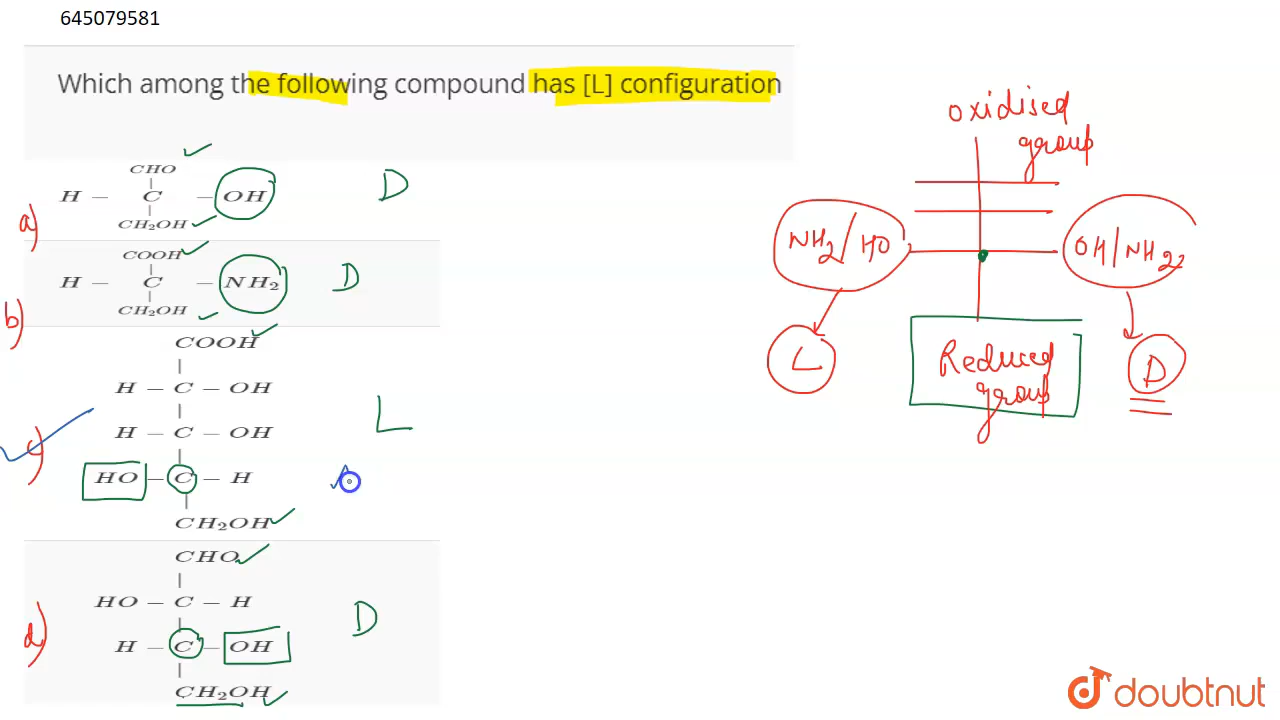 645079581
Which among the following compound has [L] configuration
a)
CHO
|
H — C — OH
|
CH₂OH
D
b)
COOH
|
H — C — NH₂
|
CH₂OH
D
c)
COOH
|
H — C — OH
|
H — C — OH
|
HO — C — H
|
CH₂OH
L
d)
CHO
|
HO — C — H
|
H — C — OH
|
CH₂OH
D
oxidised
group
NH₂/HO
OH/NH₂
L
Reduced
group
D
doubtnut